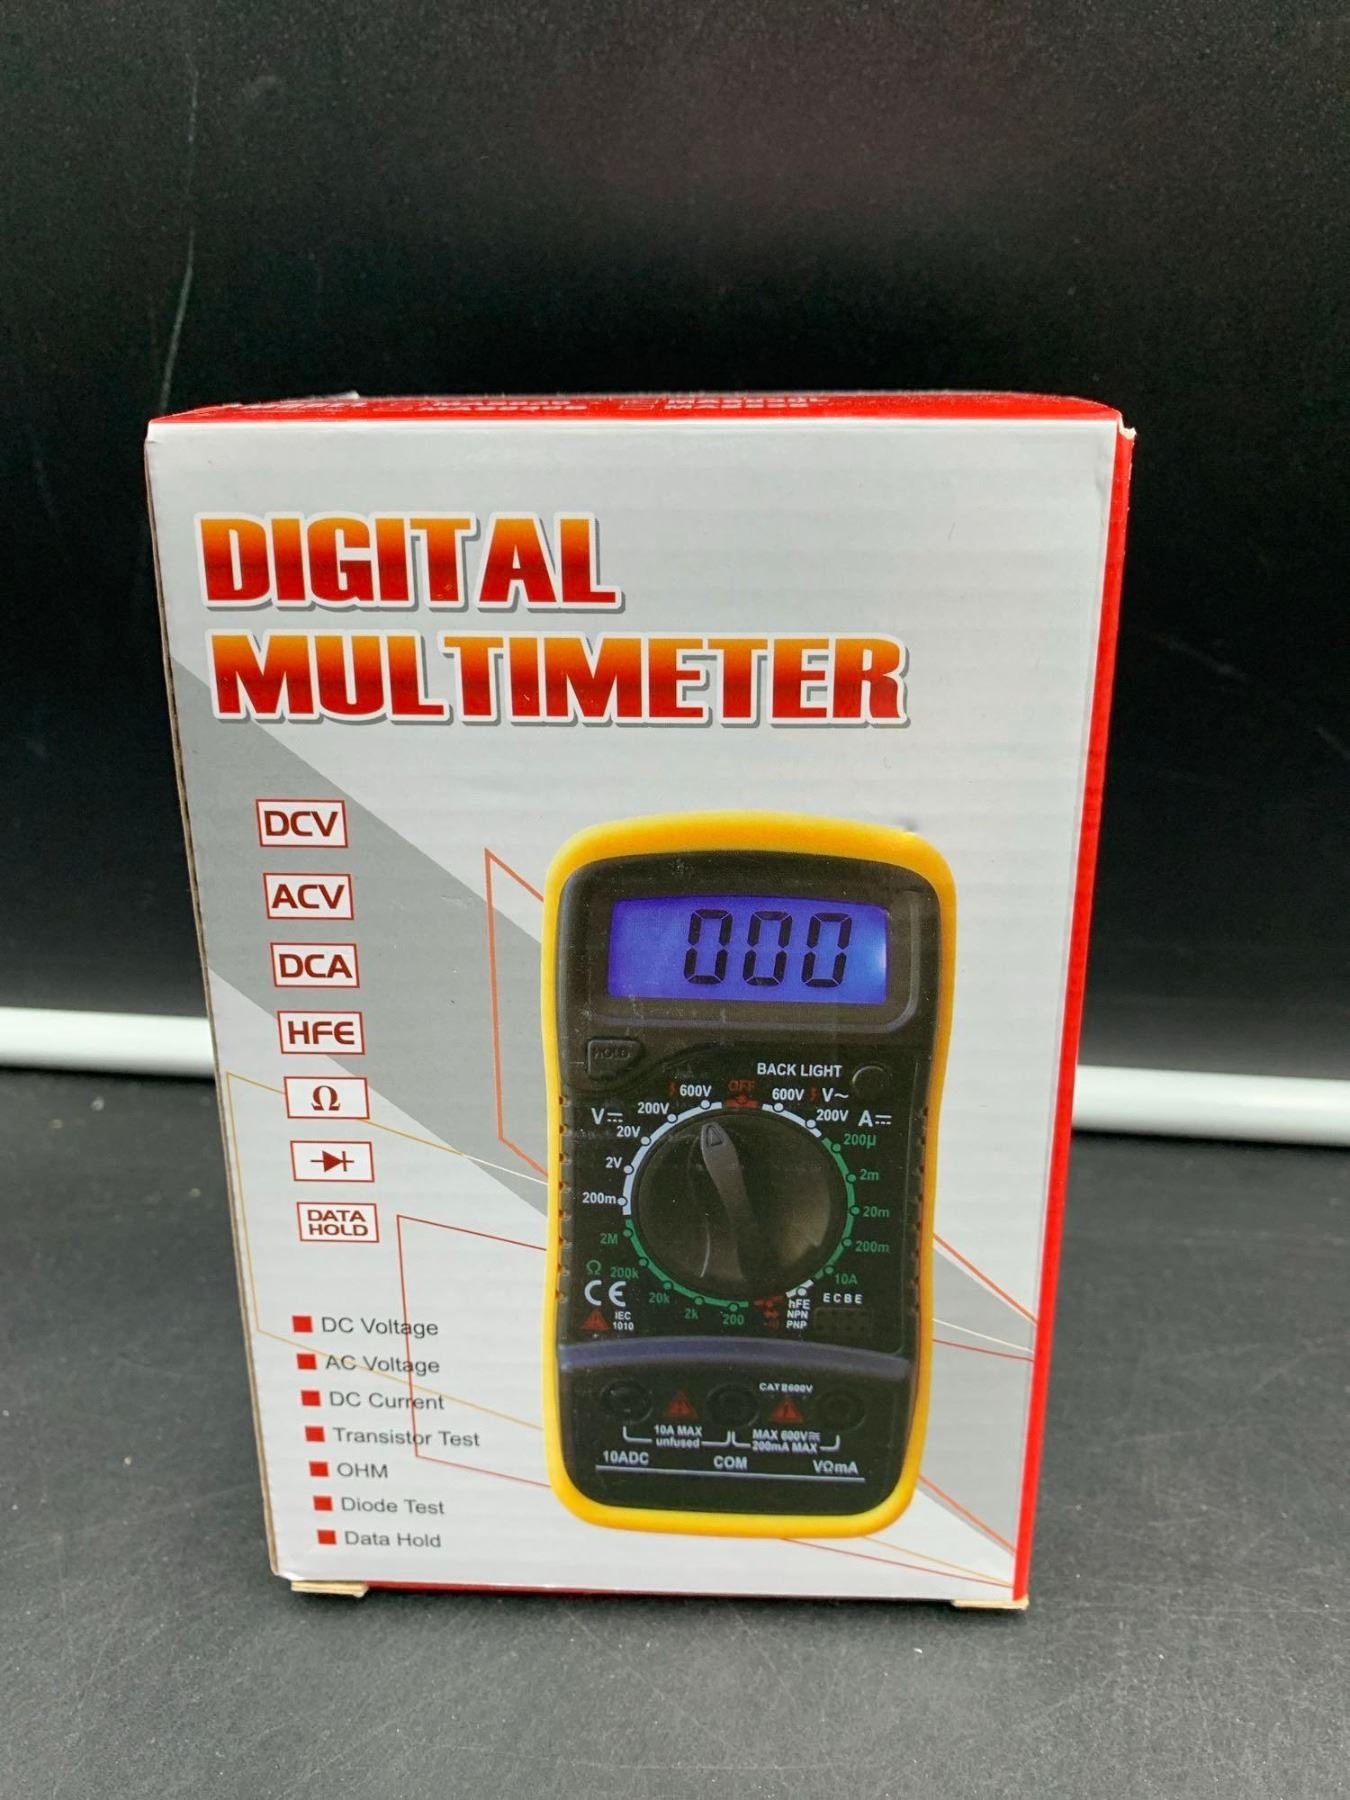 DIGITAL
MULTIMETER
DCV
ACV
DCA
HFE
Ω
DATA
HOLD
DC Voltage
AC Voltage
DC Current
Transistor Test
OHM
Diode Test
Data Hold
000
HOLD
BACK LIGHT
600V OFF 600V V~
V 200V 200V A
20V 200µ
2V 2m
200m 20m
2M 200m
Ω 200k 10A
20k 2k 200
hFE
NPN
PNP
E C B E
CE
IEC
1010
CAT II 600V
10A MAX
unfused
MAX 600V
200mA MAX
10ADC COM VΩmA